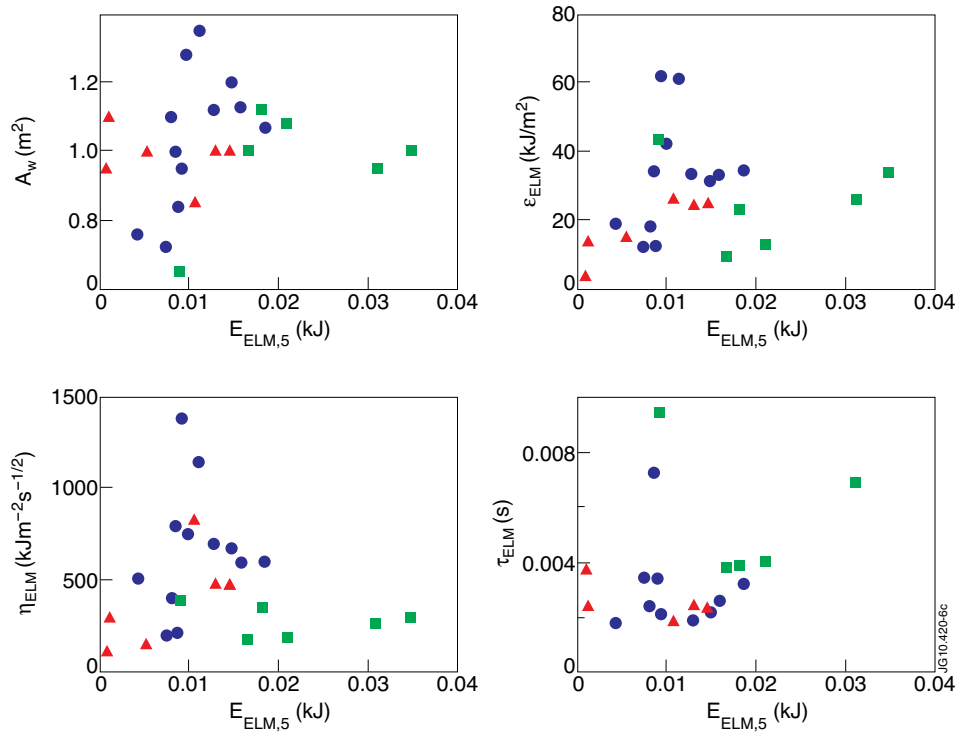 A_w (m²)
1.2
1.0
0.8
0
0 0.01 0.02 0.03 0.04
E_ELM,5 (kJ)
ε_ELM (kJ/m²)
80
60
40
20
0
0 0.01 0.02 0.03 0.04
E_ELM,5 (kJ)
η_ELM (kJm⁻²s⁻¹/²)
1500
1000
500
0
0 0.01 0.02 0.03 0.04
E_ELM,5 (kJ)
τ_ELM (s)
0.008
0.004
0
0 0.01 0.02 0.03 0.04
E_ELM,5 (kJ)
JG10.420-6c